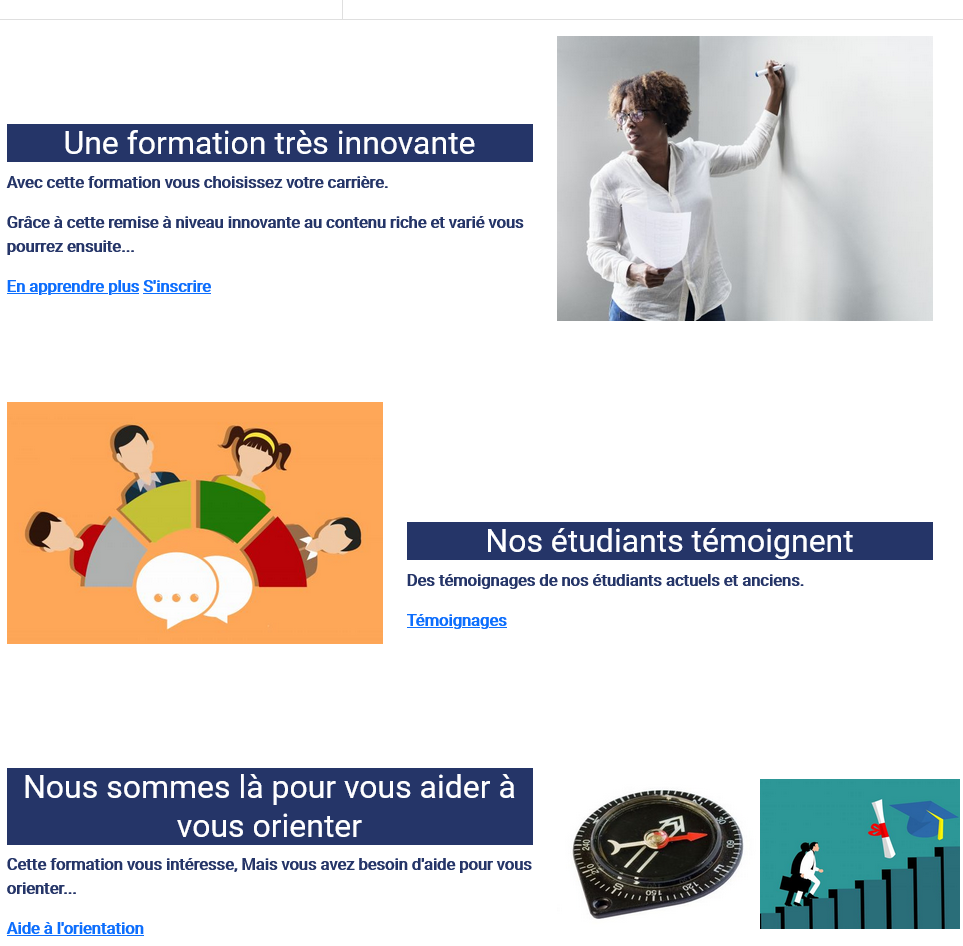 Une formation très innovante
Avec cette formation vous choisissez votre carrière.
Grâce à cette remise à niveau innovante au contenu riche et varié vous
pourrez ensuite...
En apprendre plus S'inscrire
Nos étudiants témoignent
Des témoignages de nos étudiants actuels et anciens.
Témoignages
Nous sommes là pour vous aider à
vous orienter
Cette formation vous intéresse, Mais vous avez besoin d'aide pour vous
orienter...
Aide à l'orientation